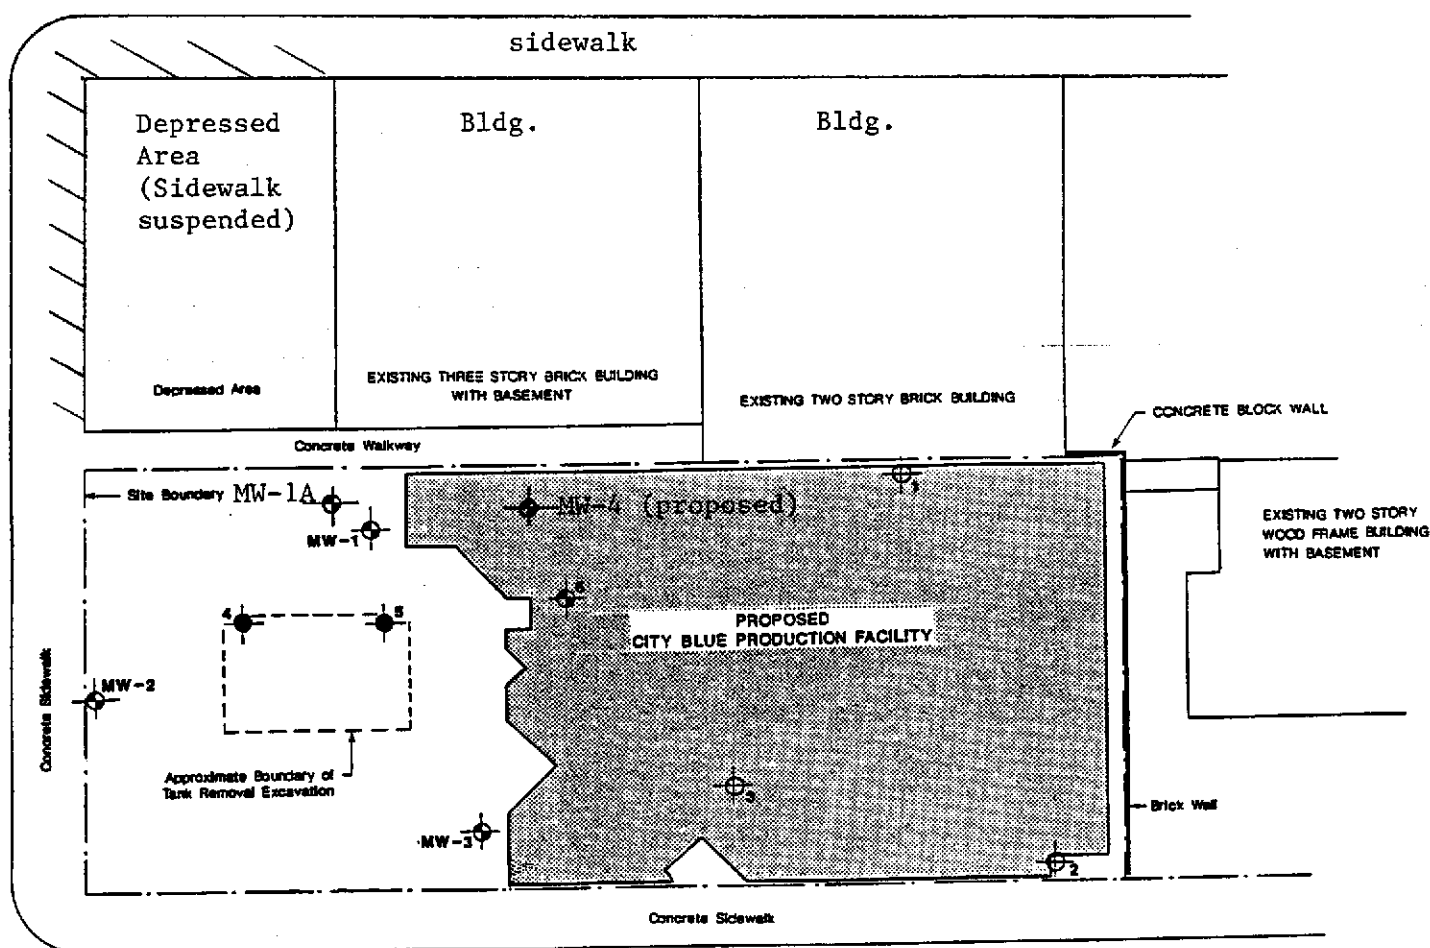 sidewalk
Depressed
Area
(Sidewalk
suspended)
Bldg.
Bldg.
Depressed Area
EXISTING THREE STORY BRICK BUILDING
WITH BASEMENT
EXISTING TWO STORY BRICK BUILDING
CONCRETE BLOCK WALL
Concrete Walkway
Site Boundary
MW-1A
MW-1
MW-4 (proposed)
1
EXISTING TWO STORY
WOOD FRAME BUILDING
WITH BASEMENT
4
5
6
PROPOSED
CITY BLUE PRODUCTION FACILITY
MW-2
Concrete Sidewalk
Approximate Boundary of
Tank Removal Excavation
3
Brick Wall
MW-3
2
Concrete Sidewalk